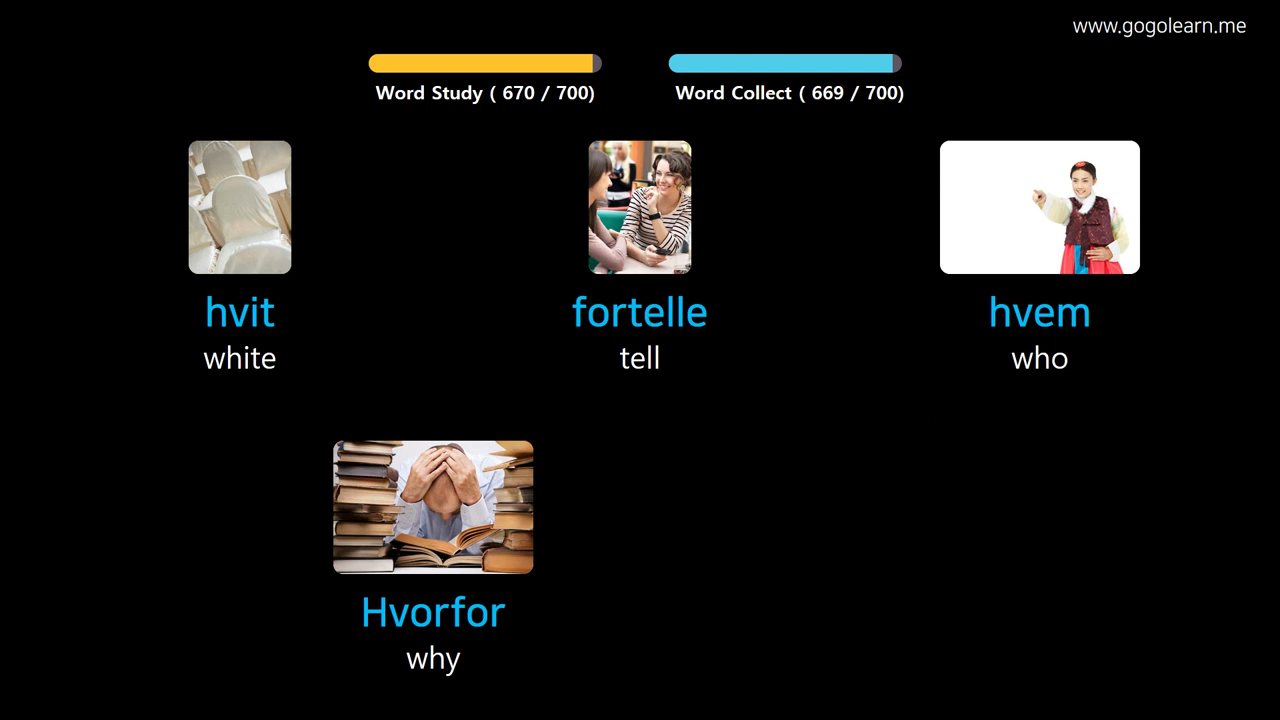 www.gogolearn.me
Word Study ( 670 / 700)
Word Collect ( 669 / 700)
hvit
white
fortelle
tell
hvem
who
Hvorfor
why